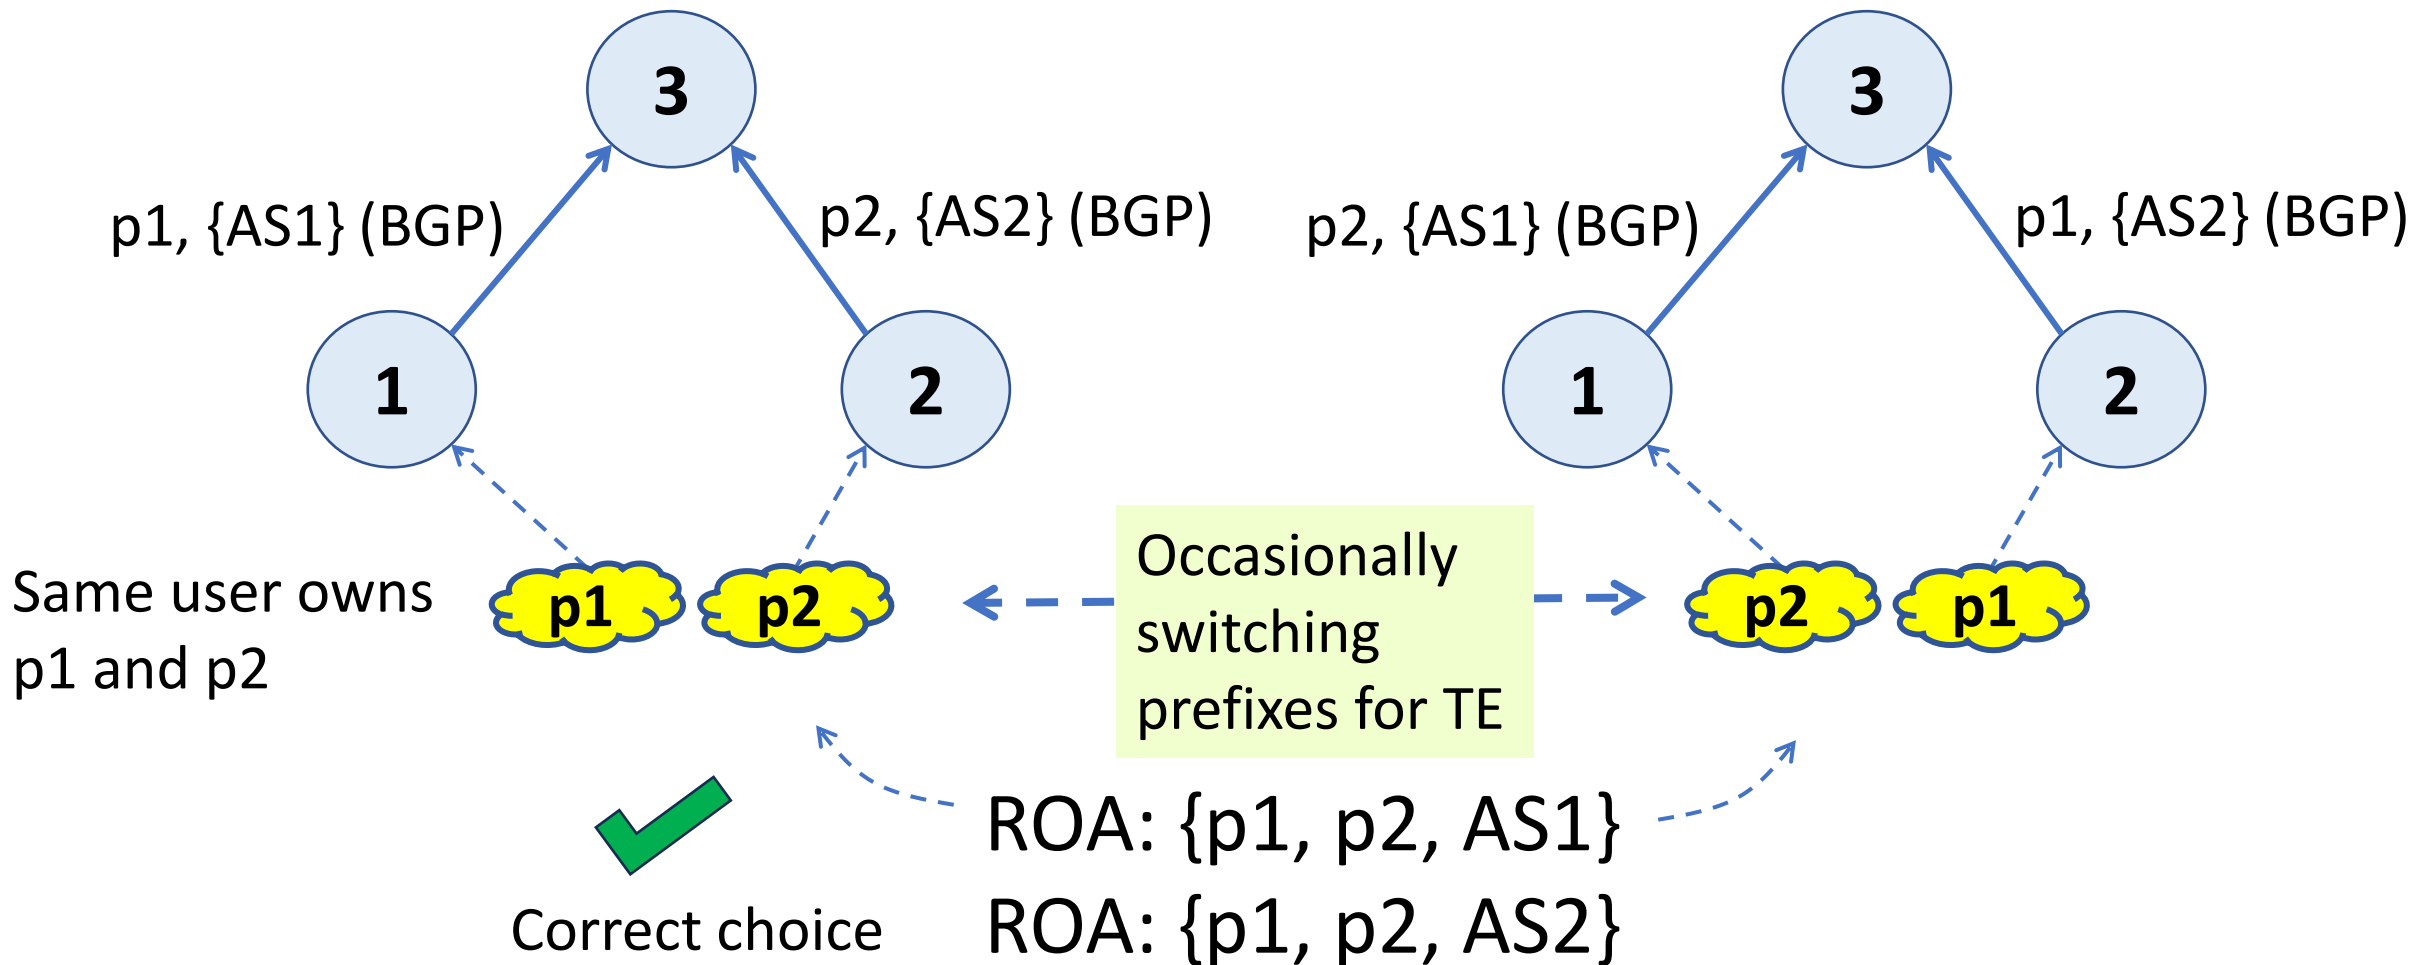 3
3
p1, {AS1} (BGP)
p2, {AS2} (BGP)
p2, {AS1} (BGP)
p1, {AS2} (BGP)
1
2
1
2
Same user owns
p1 and p2
p1
p2
Occasionally
switching
prefixes for TE
p2
p1
Correct choice
ROA: {p1, p2, AS1}
ROA: {p1, p2, AS2}